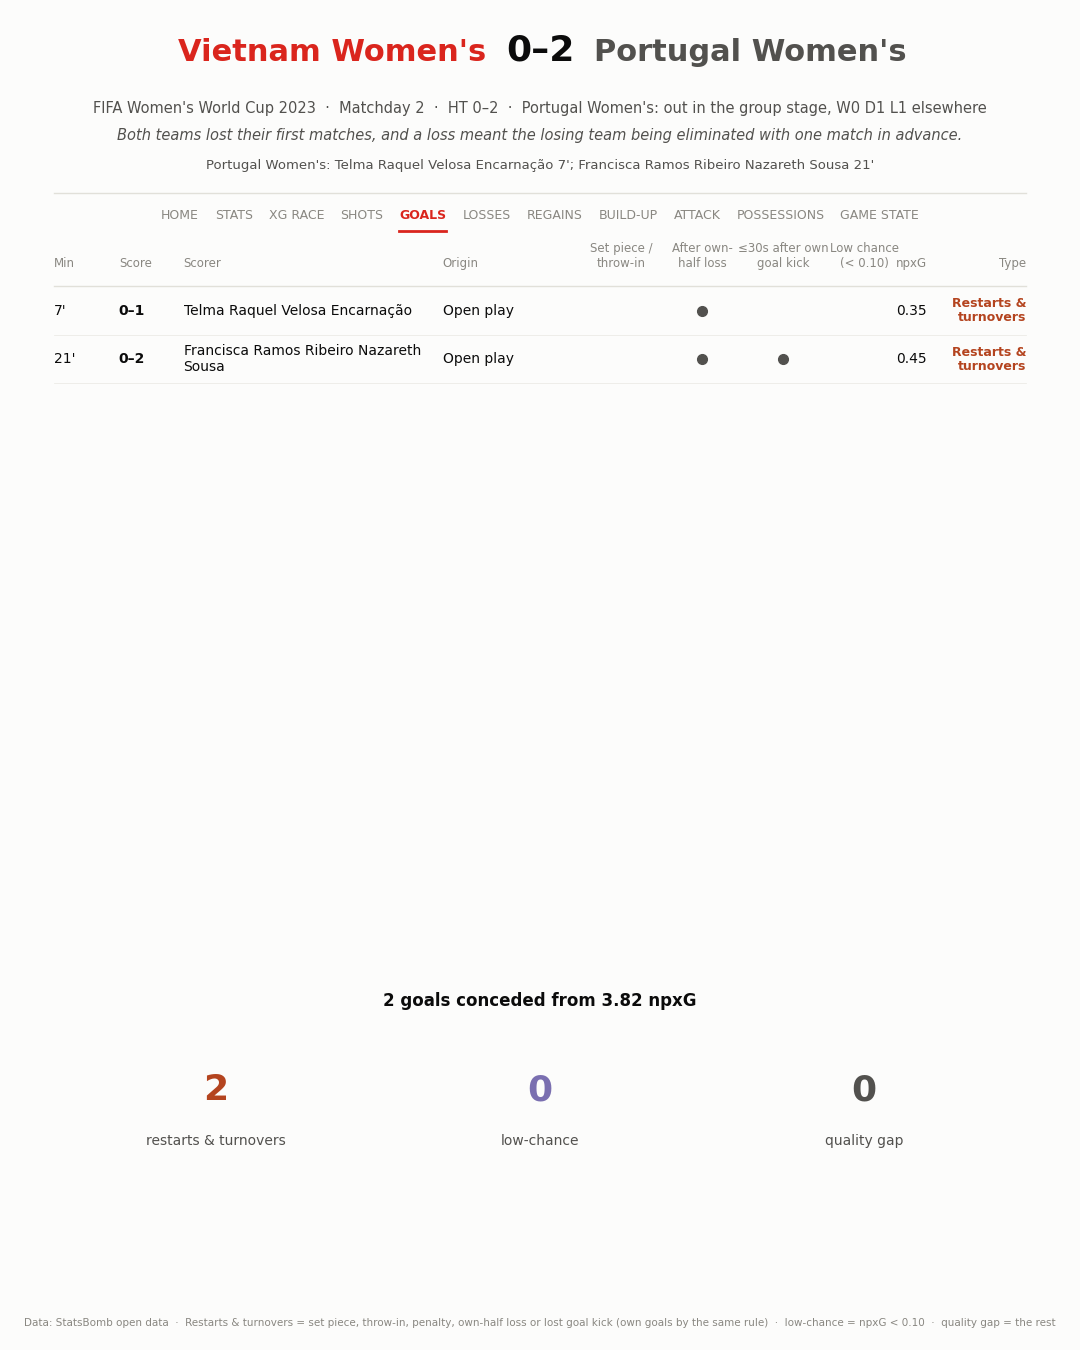 Vietnam Women's 0–2 Portugal Women's
FIFA Women's World Cup 2023 · Matchday 2 · HT 0–2 · Portugal Women's: out in the group stage, W0 D1 L1 elsewhere
Both teams lost their first matches, and a loss meant the losing team being eliminated with one match in advance.
Portugal Women's: Telma Raquel Velosa Encarnação 7'; Francisca Ramos Ribeiro Nazareth Sousa 21'
HOME STATS XG RACE SHOTS GOALS LOSSES REGAINS BUILD-UP ATTACK POSSESSIONS GAME STATE
Set piece / After own- ≤30s after own Low chance
Min Score Scorer Origin throw-in half loss goal kick (< 0.10) npxG Type
7' 0–1 Telma Raquel Velosa Encarnação Open play ● 0.35 Restarts &
turnovers
21' 0–2 Francisca Ramos Ribeiro Nazareth Open play ● ● 0.45 Restarts &
Sousa turnovers
2 goals conceded from 3.82 npxG
2 0 0
restarts & turnovers low-chance quality gap
Data: StatsBomb open data · Restarts & turnovers = set piece, throw-in, penalty, own-half loss or lost goal kick (own goals by the same rule) · low-chance = npxG < 0.10 · quality gap = the rest